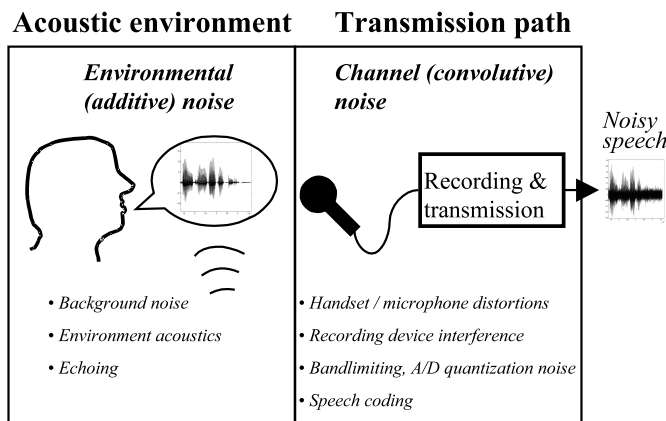 Acoustic environment
Transmission path
Environmental
(additive) noise
Channel (convolutive)
noise
Noisy
speech
Recording &
transmission
• Background noise
• Environment acoustics
• Echoing
• Handset / microphone distortions
• Recording device interference
• Bandlimiting, A/D quantization noise
• Speech coding